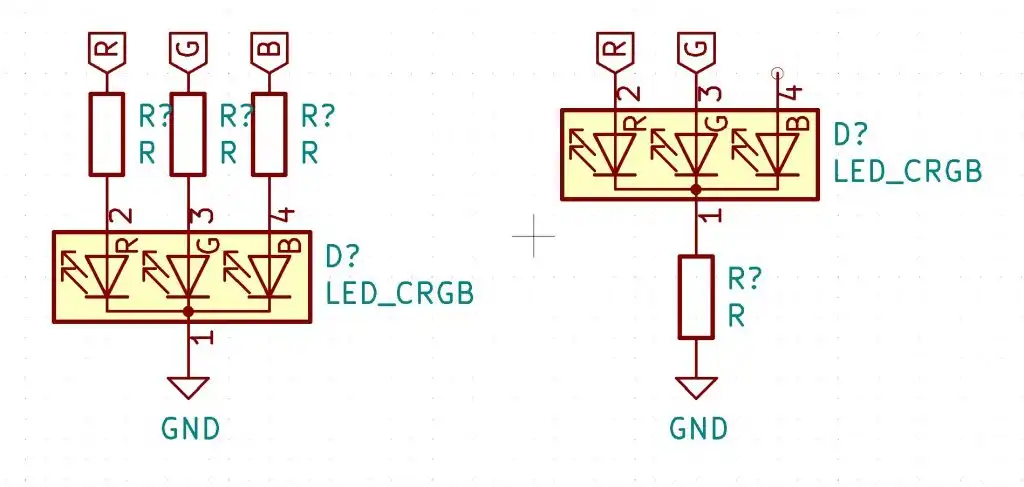 R G B
R? R? R?
R R R
2 3 4
R G B
D?
LED_CRGB
1
GND
R G
2 3 4
R G B
D?
LED_CRGB
1
R?
R
GND